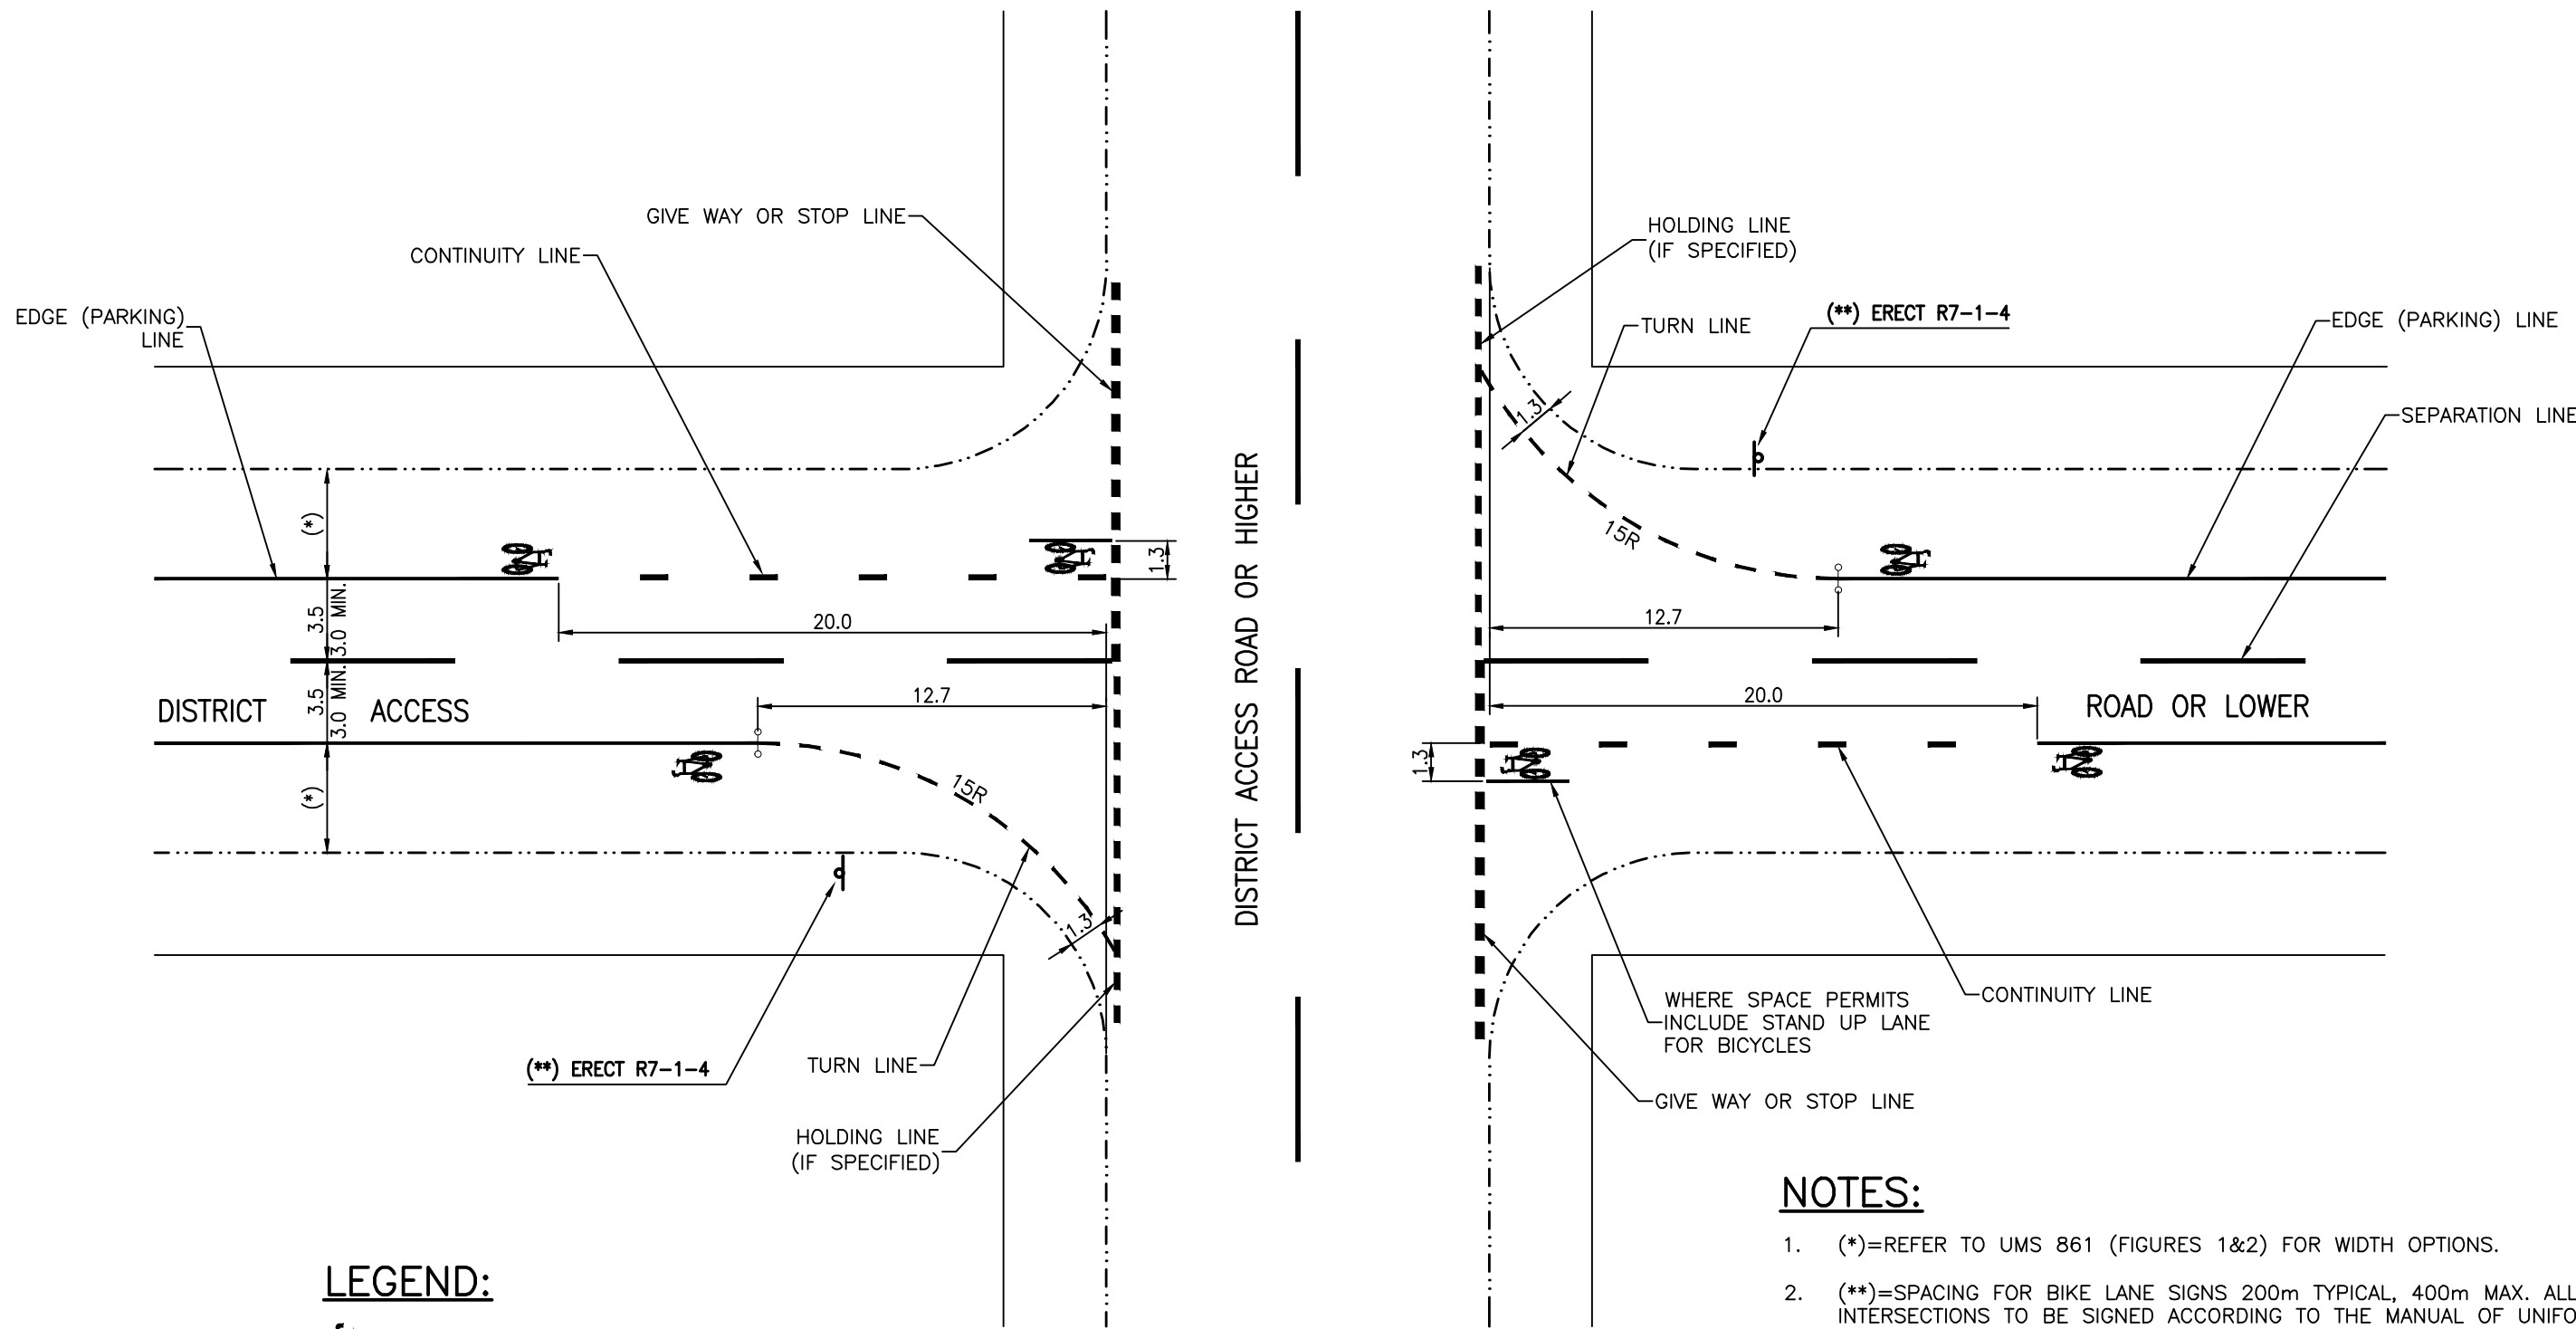 GIVE WAY OR STOP LINE
CONTINUITY LINE
EDGE (PARKING)
LINE
HOLDING LINE
(IF SPECIFIED)
TURN LINE
(**) ERECT R7-1-4
EDGE (PARKING) LINE
SEPARATION LINE
1.3
15R
(*)
1.3
3.5
3.0 MIN.
20.0
12.7
DISTRICT ACCESS ROAD OR HIGHER
3.5
3.0 MIN.
DISTRICT ACCESS
12.7
20.0
ROAD OR LOWER
1.3
(*)
15R
1.3
WHERE SPACE PERMITS
INCLUDE STAND UP LANE
FOR BICYCLES
CONTINUITY LINE
(**) ERECT R7-1-4
TURN LINE
GIVE WAY OR STOP LINE
HOLDING LINE
(IF SPECIFIED)
NOTES:
1. (*)=REFER TO UMS 861 (FIGURES 1&2) FOR WIDTH OPTIONS.
2. (**)=SPACING FOR BIKE LANE SIGNS 200m TYPICAL, 400m MAX. ALL
INTERSECTIONS TO BE SIGNED ACCORDING TO THE MANUAL OF
LEGEND: